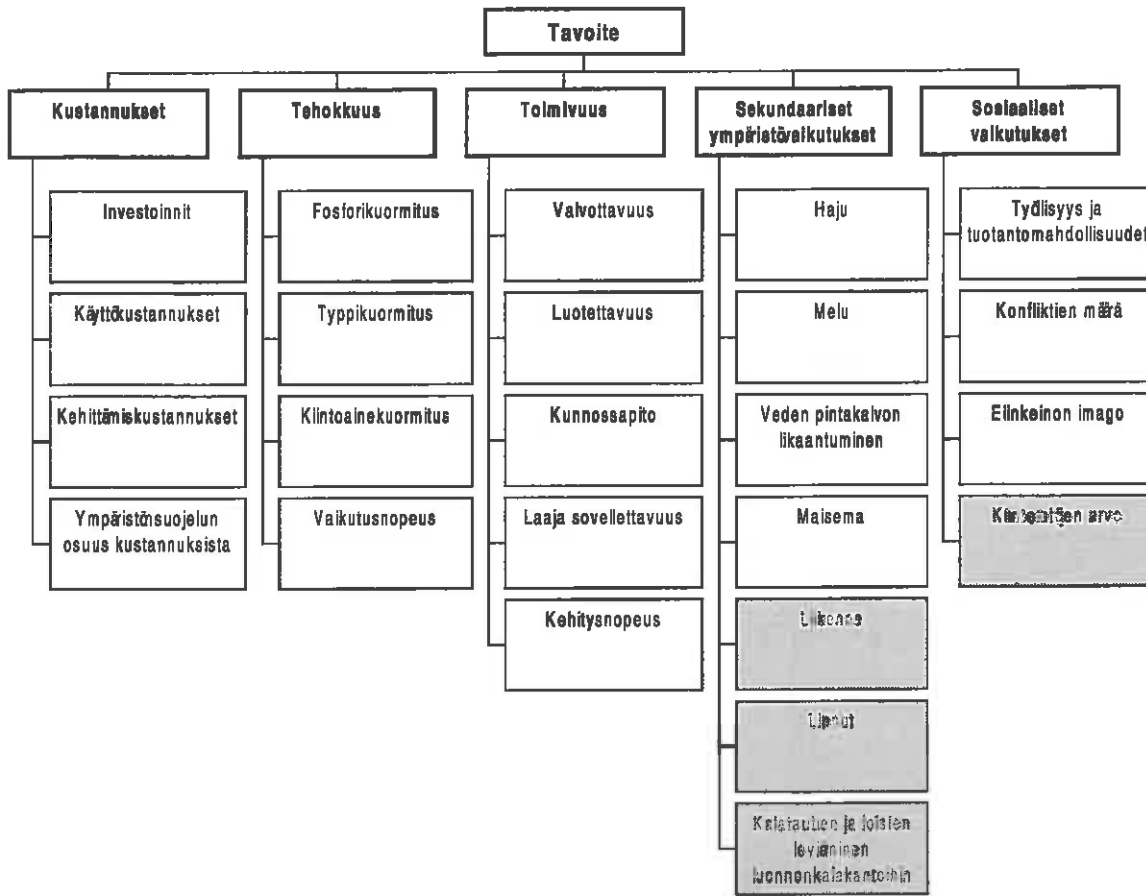 Tavoite
Kustannukset
Investoinnit
Käyttökustannukset
Kehittämiskustannukset
Ympäristönsuojelun
osuus kustannuksista
Tehokkuus
Fosforikuormitus
Typpikuormitus
Kiintoainekuormitus
Vaikutusnopeus
Toimivuus
Valvottavuus
Luotettavuus
Kunnossapito
Laaja sovellettavuus
Kehitysnopeus
Sekundaariset
ympäristövaikutukset
Haju
Melu
Veden pintakalvon
likaantuminen
Maisema
Liikenne
Linnut
Kalatautien ja loisten
leviäminen
luonnonkalakantoihin
Sosiaaliset
vaikutukset
Työllisyys ja
tuotantomahdollisuudet
Konfliktien määrä
Elinkeinon imago
arvo